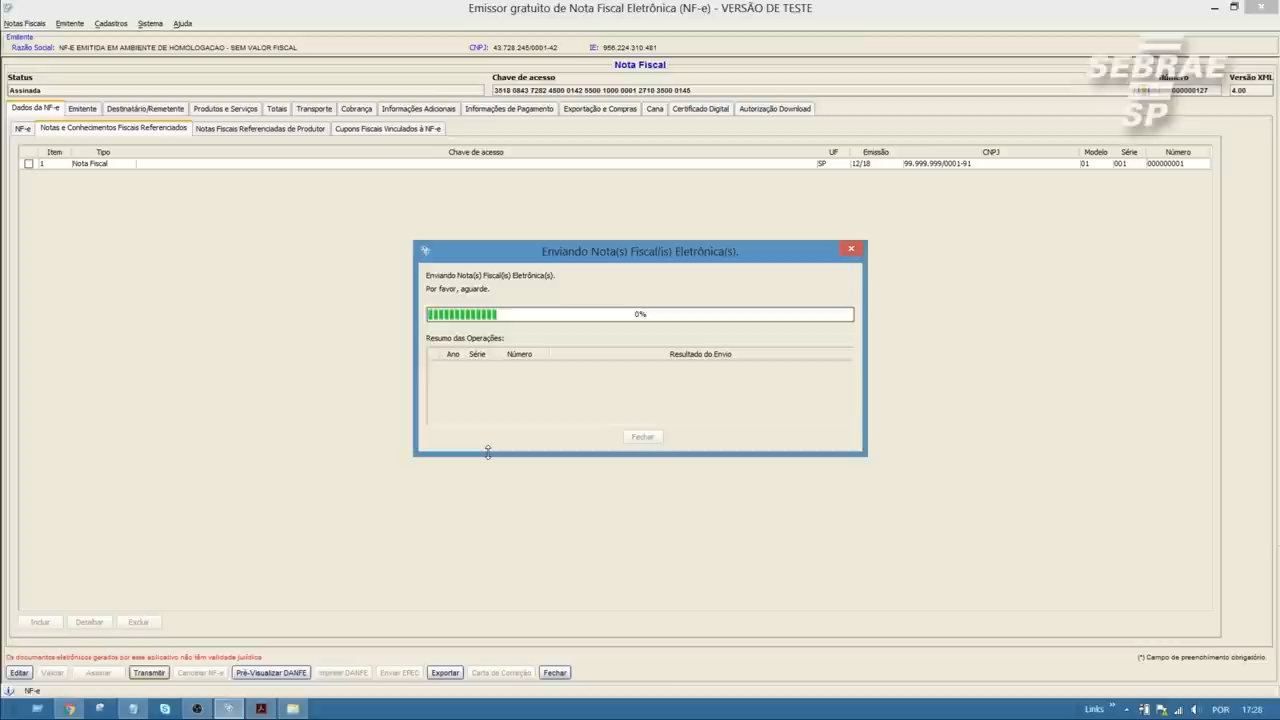 Emissor gratuito de Nota Fiscal Eletrônica (NF-e) - VERSÃO DE TESTE
Notas Fiscais Emitente Cadastros Sistema Ajuda
Emitente
Razão Social: NF-E EMITIDA EM AMBIENTE DE HOMOLOGACAO - SEM VALOR FISCAL CNPJ: 43.728.245/0001-42 IE: 956.224.310.481
Nota Fiscal
SEBRAE
SP
Status Chave de acesso Número Versão XML
Assinada 3518 0843 7282 4500 0142 5500 1000 0001 2710 3500 0145 000000127 4.00
Dados da NF-e Emitente Destinatário/Remetente Produtos e Serviços Totais Transporte Cobrança Informações Adicionais Informações de Pagamento Exportação e Compras Cana Certificado Digital Autorização Download
NF-e Notas e Conhecimentos Fiscais Referenciados Notas Fiscais Referenciadas de Produtor Cupons Fiscais Vinculados à NF-e
Item Tipo Chave de acesso UF Emissão CNPJ Modelo Série Número
1 Nota Fiscal SP 12/18 99.999.999/0001-91 01 001 000000001
Enviando Nota(s) Fiscal(is) Eletrônica(s).
Enviando Nota(s) Fiscal(is) Eletrônica(s).
Por favor, aguarde.
0%
Resumo das Operações:
Ano Série Número Resultado do Envio
Fechar
Incluir Detalhar Excluir
Os documentos eletrônicos gerados por esse aplicativo não têm validade jurídica
(*) Campo de preenchimento obrigatório.
Editar Validar Assinar Transmitir Cancelar NF-e Pré-Visualizar DANFE Imprimir DANFE Enviar EPEC Exportar Carta de Correção Fechar
NF-e
Links POR 17:28